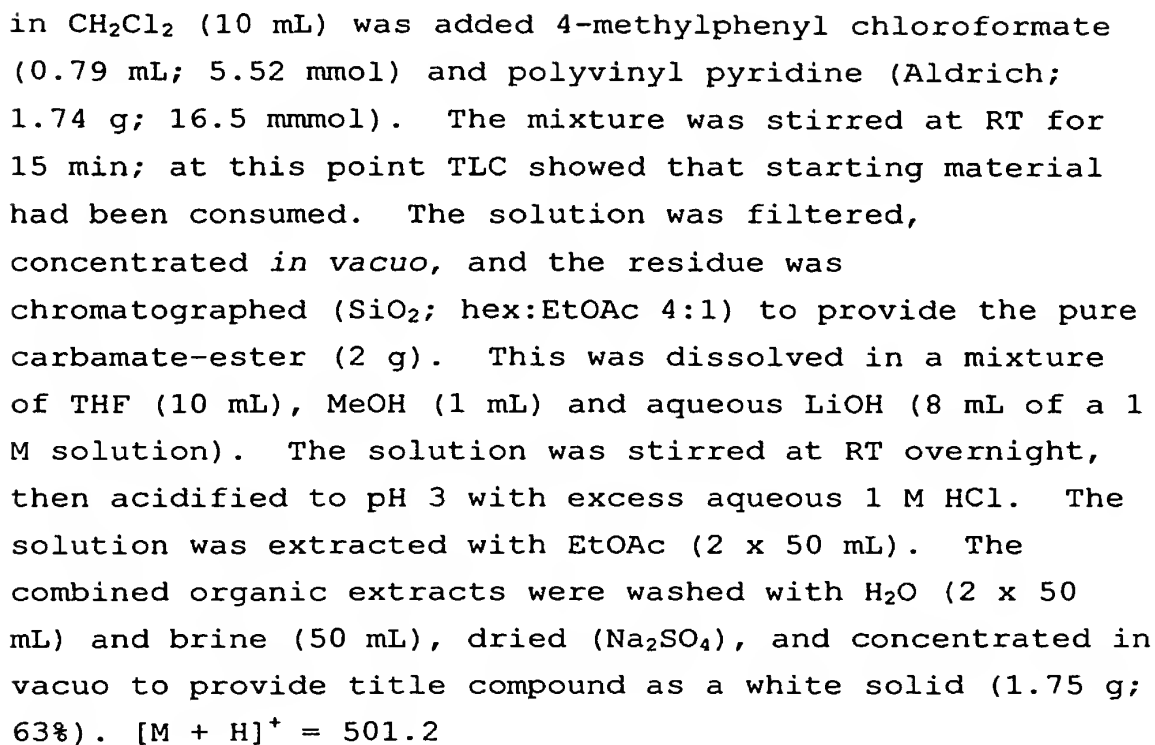 in CH₂Cl₂ (10 mL) was added 4-methylphenyl chloroformate
(0.79 mL; 5.52 mmol) and polyvinyl pyridine (Aldrich;
1.74 g; 16.5 mmmol). The mixture was stirred at RT for
15 min; at this point TLC showed that starting material
had been consumed. The solution was filtered,
concentrated in vacuo, and the residue was
chromatographed (SiO₂; hex:EtOAc 4:1) to provide the pure
carbamate-ester (2 g). This was dissolved in a mixture
of THF (10 mL), MeOH (1 mL) and aqueous LiOH (8 mL of a 1
M solution). The solution was stirred at RT overnight,
then acidified to pH 3 with excess aqueous 1 M HCl. The
solution was extracted with EtOAc (2 x 50 mL). The
combined organic extracts were washed with H₂O (2 x 50
mL) and brine (50 mL), dried (Na₂SO₄), and concentrated in
vacuo to provide title compound as a white solid (1.75 g;
63%). [M + H]⁺ = 501.2